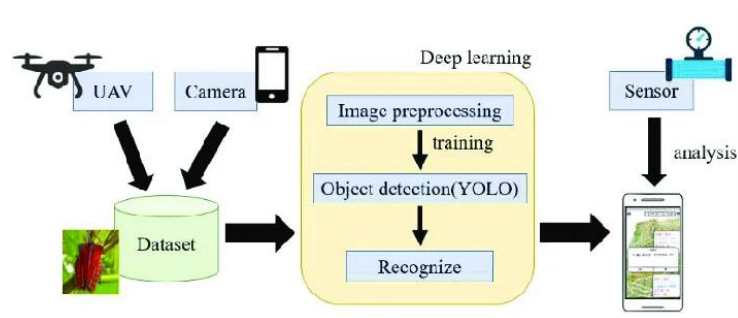 Deep learning
UAV
Camera
Image preprocessing
training
Object detection(YOLO)
Recognize
Dataset
Sensor
analysis